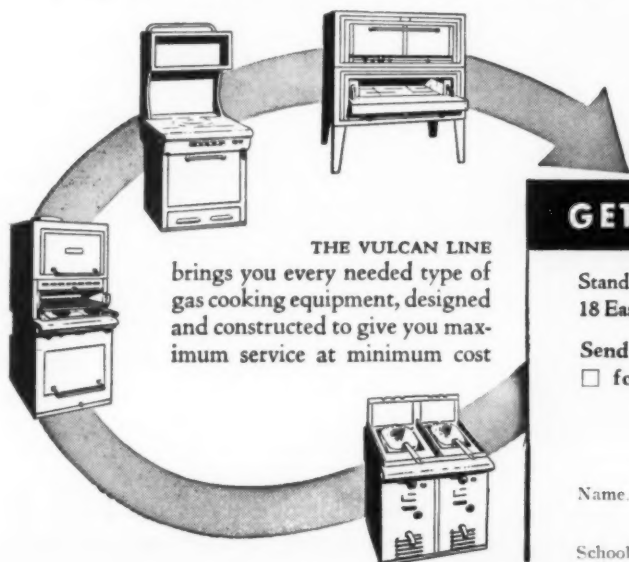 THE VULCAN LINE
brings you every needed type of
gas cooking equipment, designed
and constructed to give you max-
imum service at minimum cost
GET
Stand
18 Eas
Send
☐ fo
Name.
School